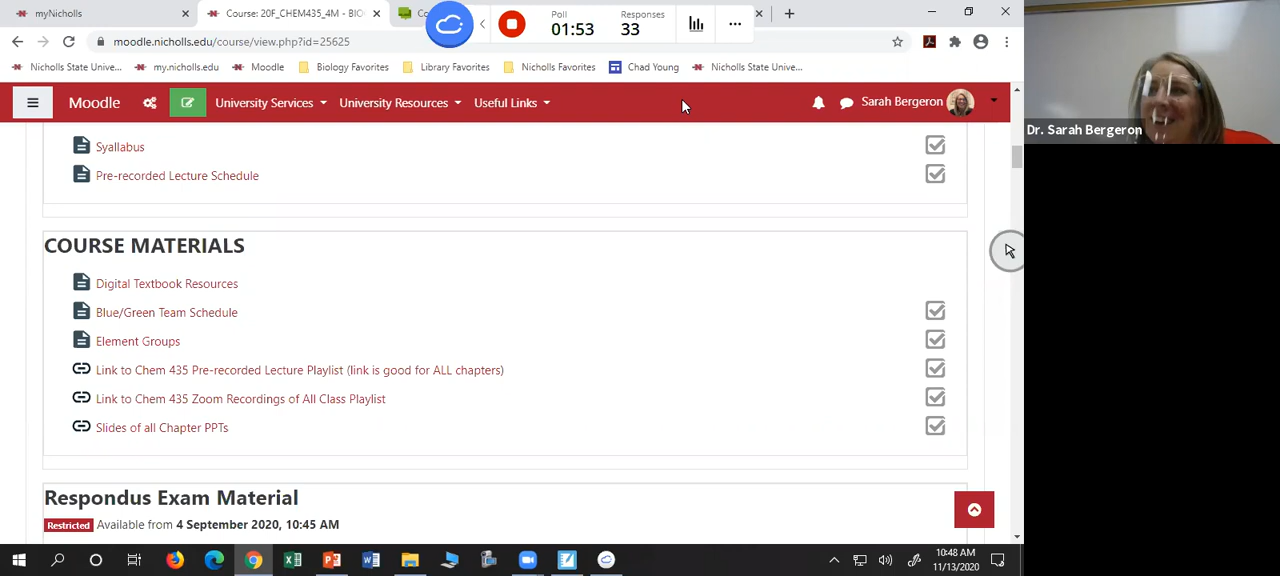 myNicholls
Course: 20F_CHEM435_4M - BIO
Co
Poll
01:53
Responses
33
moodle.nicholls.edu/course/view.php?id=25625
Nicholls State Unive...
my.nicholls.edu
Moodle
Biology Favorites
Library Favorites
Nicholls Favorites
Chad Young
Nicholls State Unive...
Moodle
University Services
University Resources
Useful Links
Sarah Bergeron
Dr. Sarah Bergeron
Syallabus
Pre-recorded Lecture Schedule
COURSE MATERIALS
Digital Textbook Resources
Blue/Green Team Schedule
Element Groups
Link to Chem 435 Pre-recorded Lecture Playlist (link is good for ALL chapters)
Link to Chem 435 Zoom Recordings of All Class Playlist
Slides of all Chapter PPTs
Respondus Exam Material
Restricted Available from 4 September 2020, 10:45 AM
10:48 AM
11/13/2020